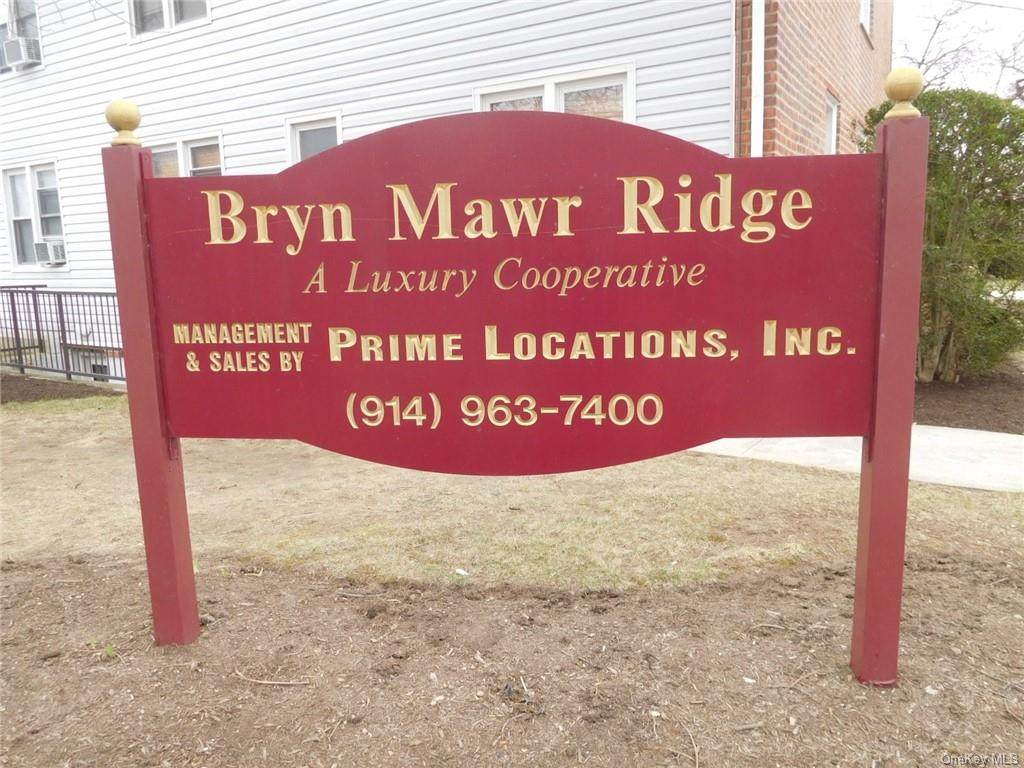 Bryn Mawr Ridge
A Luxury Cooperative
MANAGEMENT
& SALES BY
PRIME LOCATIONS, INC.
(914) 963-7400
OneKey MLS